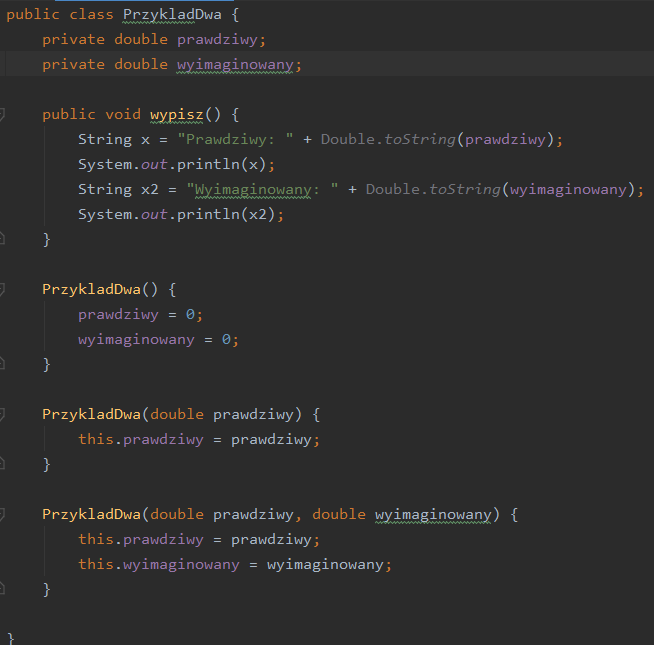 public class PrzykladDwa {
    private double prawdziwy;
    private double wyimaginowany;

    public void wypisz() {
        String x = "Prawdziwy: " + Double.toString(prawdziwy);
        System.out.println(x);
        String x2 = "Wyimaginowany: " + Double.toString(wyimaginowany);
        System.out.println(x2);
    }

    PrzykladDwa() {
        prawdziwy = 0;
        wyimaginowany = 0;
    }

    PrzykladDwa(double prawdziwy) {
        this.prawdziwy = prawdziwy;
    }

    PrzykladDwa(double prawdziwy, double wyimaginowany) {
        this.prawdziwy = prawdziwy;
        this.wyimaginowany = wyimaginowany;
    }

}